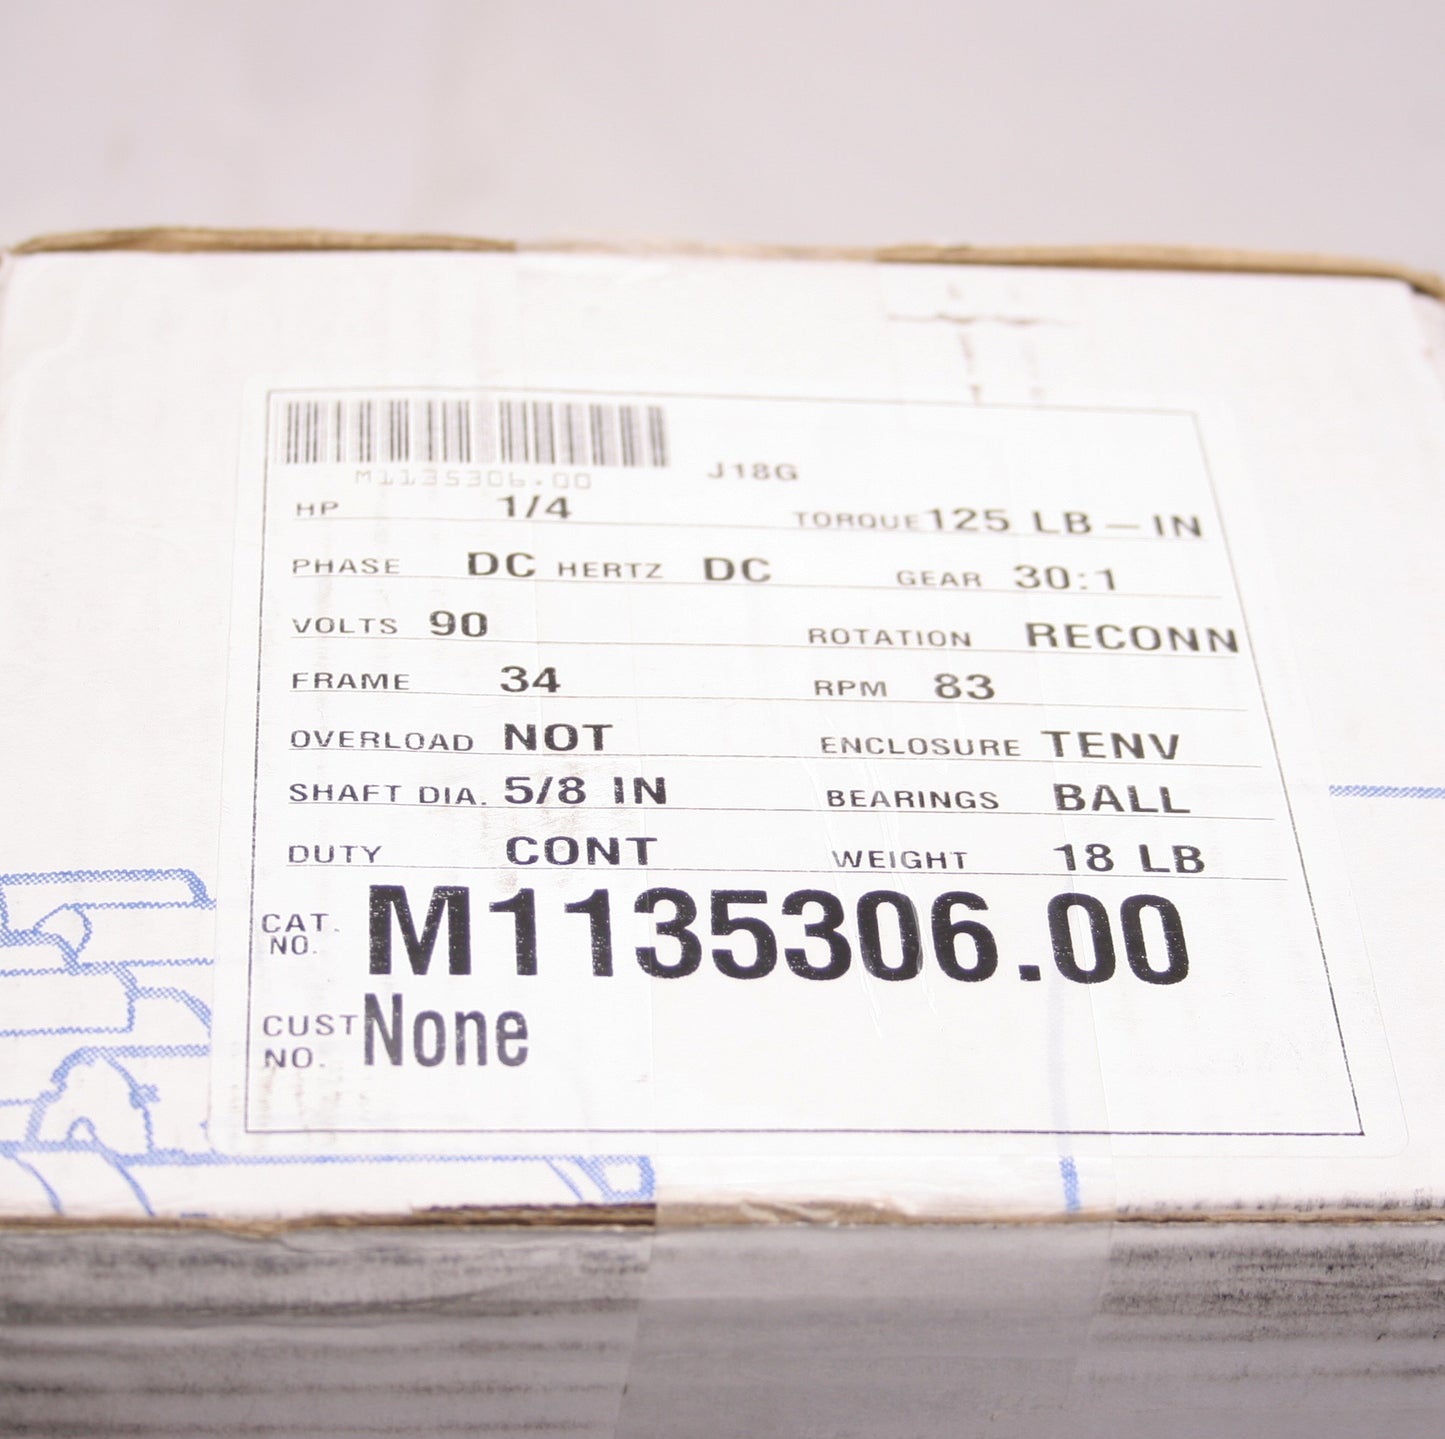 M1135306.00 J18G
HP 1/4 TORQUE 125 LB-IN
PHASE DC HERTZ DC GEAR 30:1
VOLTS 90 ROTATION RECONN
FRAME 34 RPM 83
OVERLOAD NOT ENCLOSURE TENV
SHAFT DIA. 5/8 IN BEARINGS BALL
DUTY CONT WEIGHT 18 LB
CAT. NO. M1135306.00
CUST NO. None